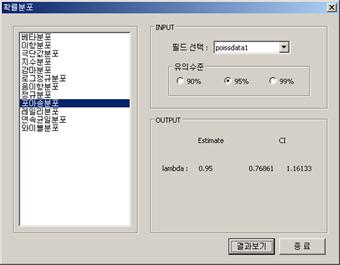 확률분포
베타분포
이항분포
극단값분포
지수분포
감마분포
로그정규분포
음이항분포
정규분포
포아송분포
레일리분포
연속균일분포
와이블분포
INPUT
필드 선택 : poissdata1
유의수준
90% 95% 99%
OUTPUT
Estimate CI
lambda : 0.95 0.76861 1.16133
결과보기 종 료